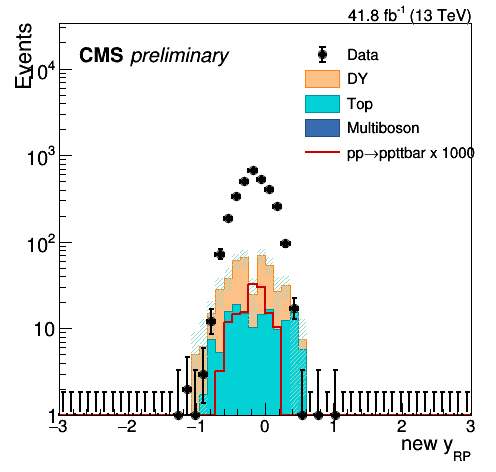 41.8 fb⁻¹ (13 TeV)
Events
CMS preliminary
Data
DY
Top
Multiboson
pp→ppttbar x 1000
10⁴
10³
10²
10
1
−3 −2 −1 0 1 2 3
new y_RP